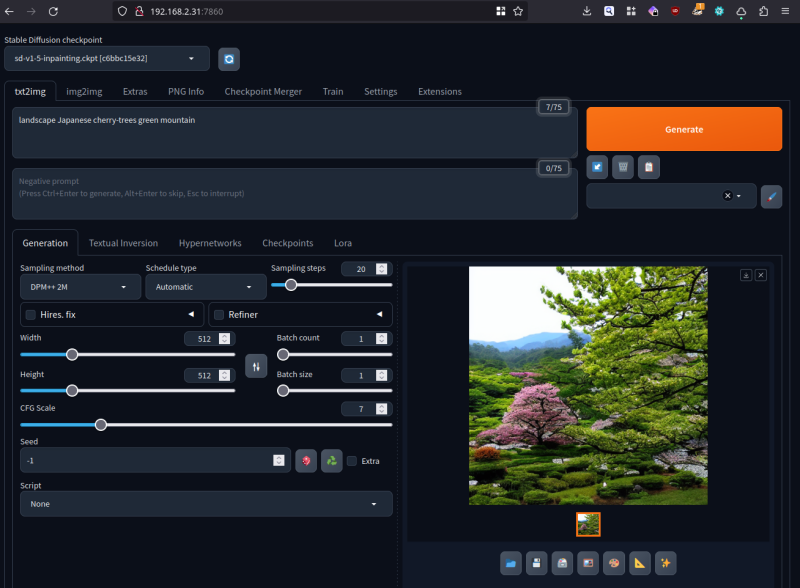 192.168.2.31:7860
Stable Diffusion checkpoint
sd-v1-5-inpainting.ckpt [c6bbc15e32]
txt2img img2img Extras PNG Info Checkpoint Merger Train Settings Extensions
7/75
landscape Japanese cherry-trees green mountain
Generate
0/75
Negative prompt
(Press Ctrl+Enter to generate, Alt+Enter to skip, Esc to interrupt)
Generation Textual Inversion Hypernetworks Checkpoints Lora
Sampling method Schedule type Sampling steps 20
DPM++ 2M Automatic
Hires. fix Refiner
Width 512 Batch count 1
Height 512 Batch size 1
CFG Scale 7
Seed
-1 Extra
Script
None